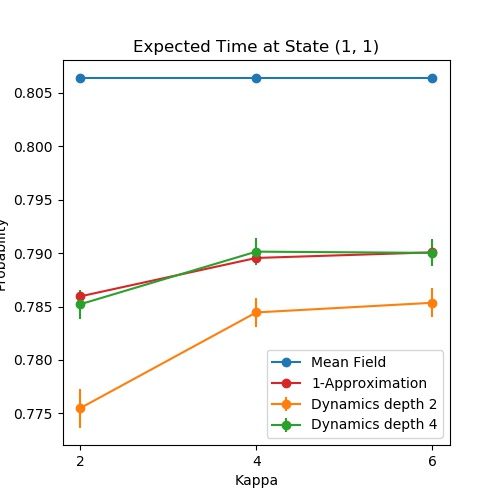 Expected Time at State (1, 1)
0.805
0.800
0.795
0.790
0.785
0.780
0.775
Probability
Mean Field
1-Approximation
Dynamics depth 2
Dynamics depth 4
2
4
6
Kappa